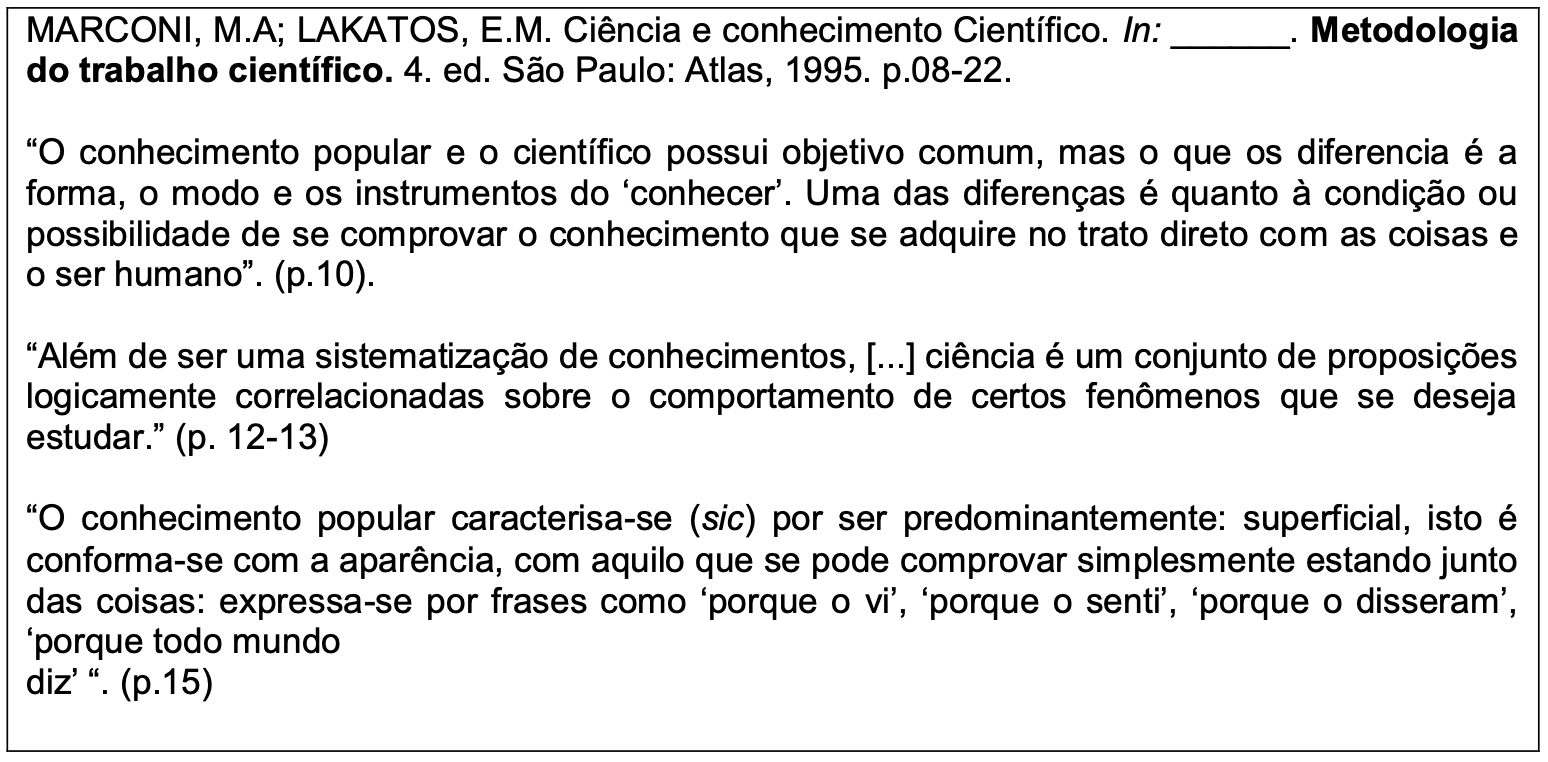 MARCONI, M.A; LAKATOS, E.M. Ciência e conhecimento Científico. In: ______. Metodologia
do trabalho científico. 4. ed. São Paulo: Atlas, 1995. p.08-22.
“O conhecimento popular e o científico possui objetivo comum, mas o que os diferencia é a
forma, o modo e os instrumentos do ‘conhecer’. Uma das diferenças é quanto à condição ou
possibilidade de se comprovar o conhecimento que se adquire no trato direto com as coisas e
o ser humano”. (p.10).
“Além de ser uma sistematização de conhecimentos, [...] ciência é um conjunto de proposições
logicamente correlacionadas sobre o comportamento de certos fenômenos que se deseja
estudar.” (p. 12-13)
“O conhecimento popular caracterisa-se (sic) por ser predominantemente: superficial, isto é
conforma-se com a aparência, com aquilo que se pode comprovar simplesmente estando junto
das coisas: expressa-se por frases como ‘porque o vi’, ‘porque o senti’, ‘porque o disseram’,
‘porque todo mundo
diz’ “. (p.15)